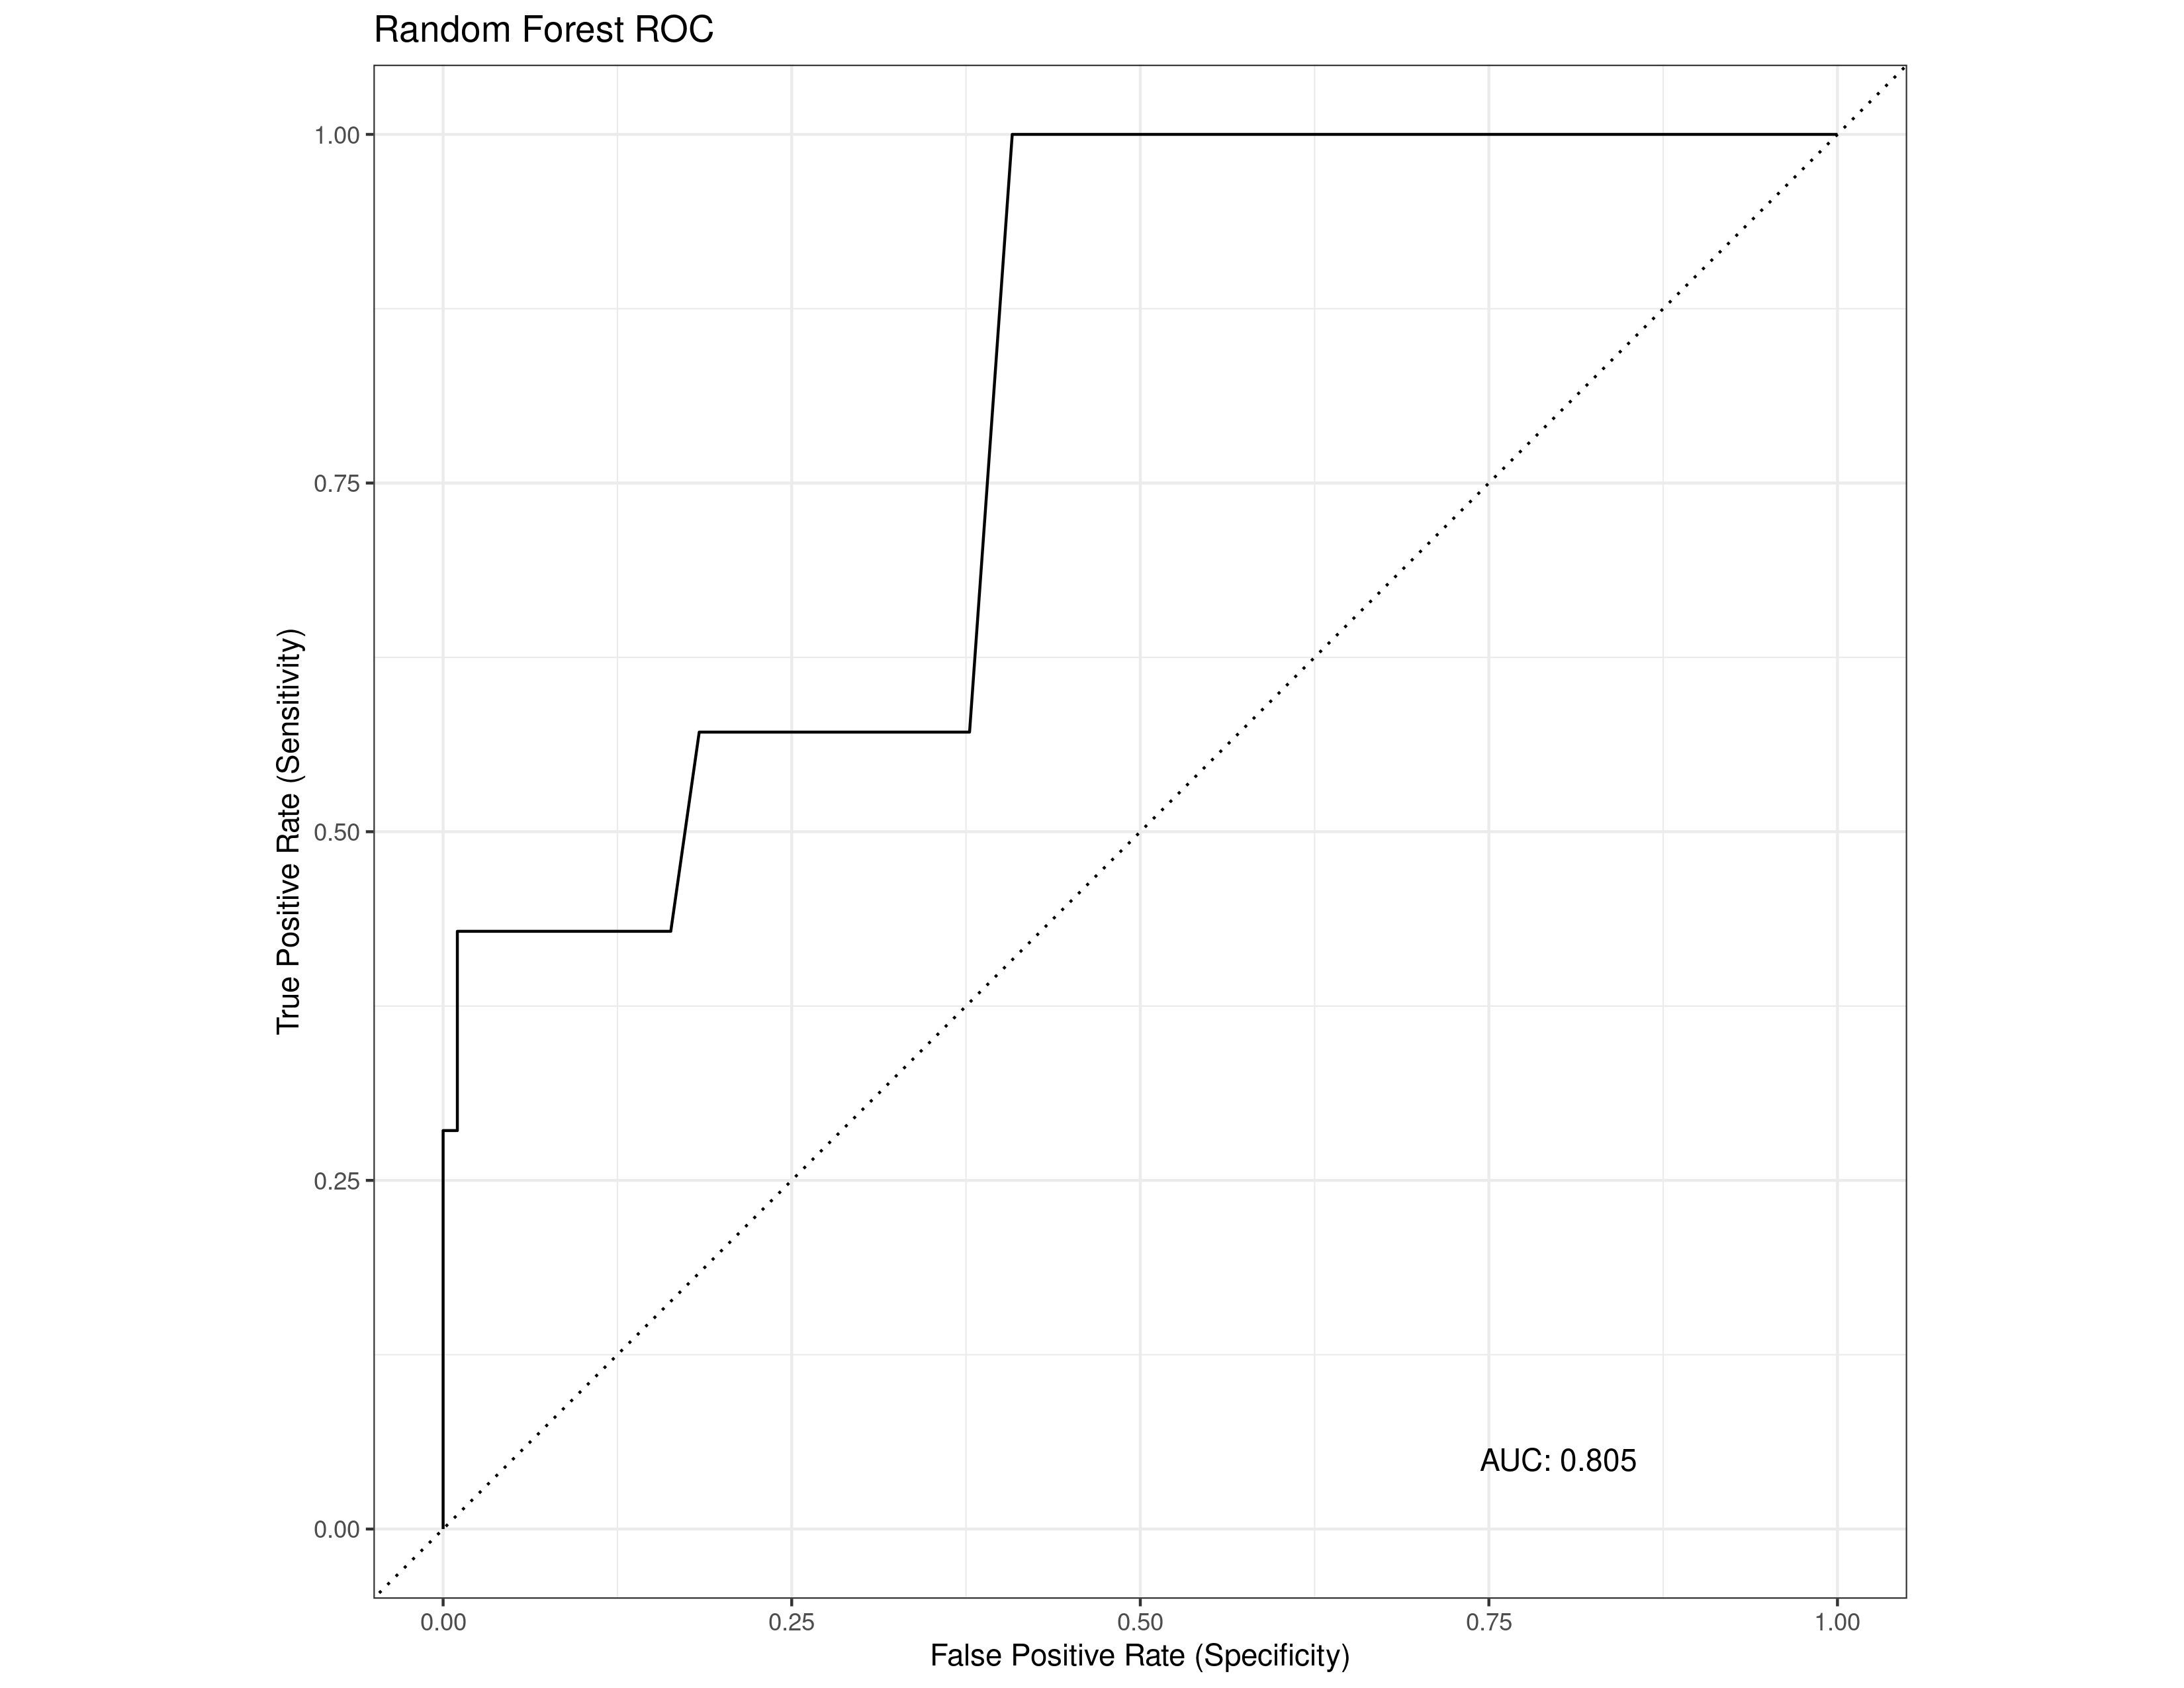 Random Forest ROC
True Positive Rate (Sensitivity)
1.00
0.75
0.50
0.25
0.00
AUC: 0.805
0.00 0.25 0.50 0.75 1.00
False Positive Rate (Specificity)